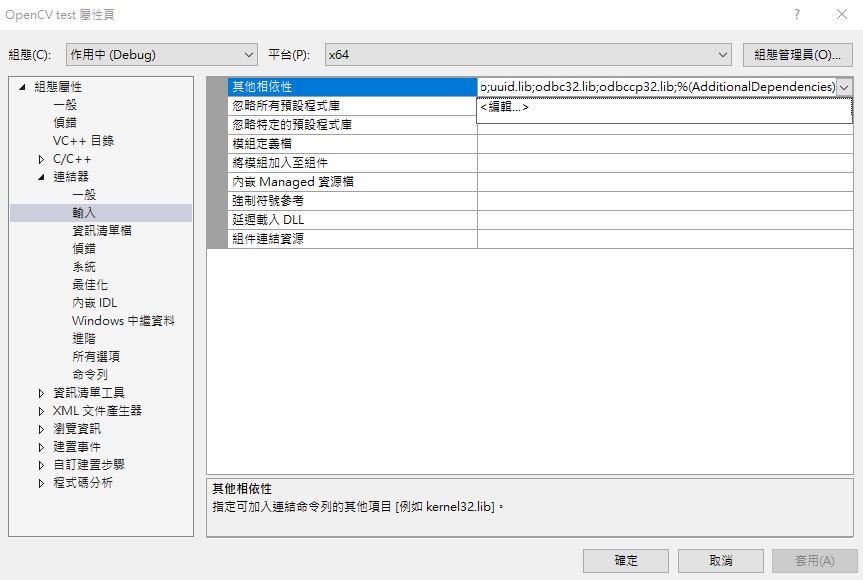 OpenCV test 屬性頁
組態(C):
作用中 (Debug)
平台(P):
x64
組態管理員(O)...
組態屬性
一般
偵錯
VC++ 目錄
C/C++
連結器
一般
輸入
資訊清單檔
偵錯
系統
最佳化
內嵌 IDL
Windows 中繼資料
進階
所有選項
命令列
資訊清單工具
XML 文件產生器
瀏覽資訊
建置事件
自訂建置步驟
程式碼分析
其他相依性
b;uuid.lib;odbc32.lib;odbccp32.lib;%(AdditionalDependencies)
忽略所有預設程式庫
<編輯...>
忽略特定的預設程式庫
模組定義檔
將模組加入至組件
內嵌 Managed 資源檔
強制符號參考
延遲載入 DLL
組件連結資源
其他相依性
指定可加入連結命令列的其他項目 [例如 kernel32.lib]。
確定
取消
套用(A)